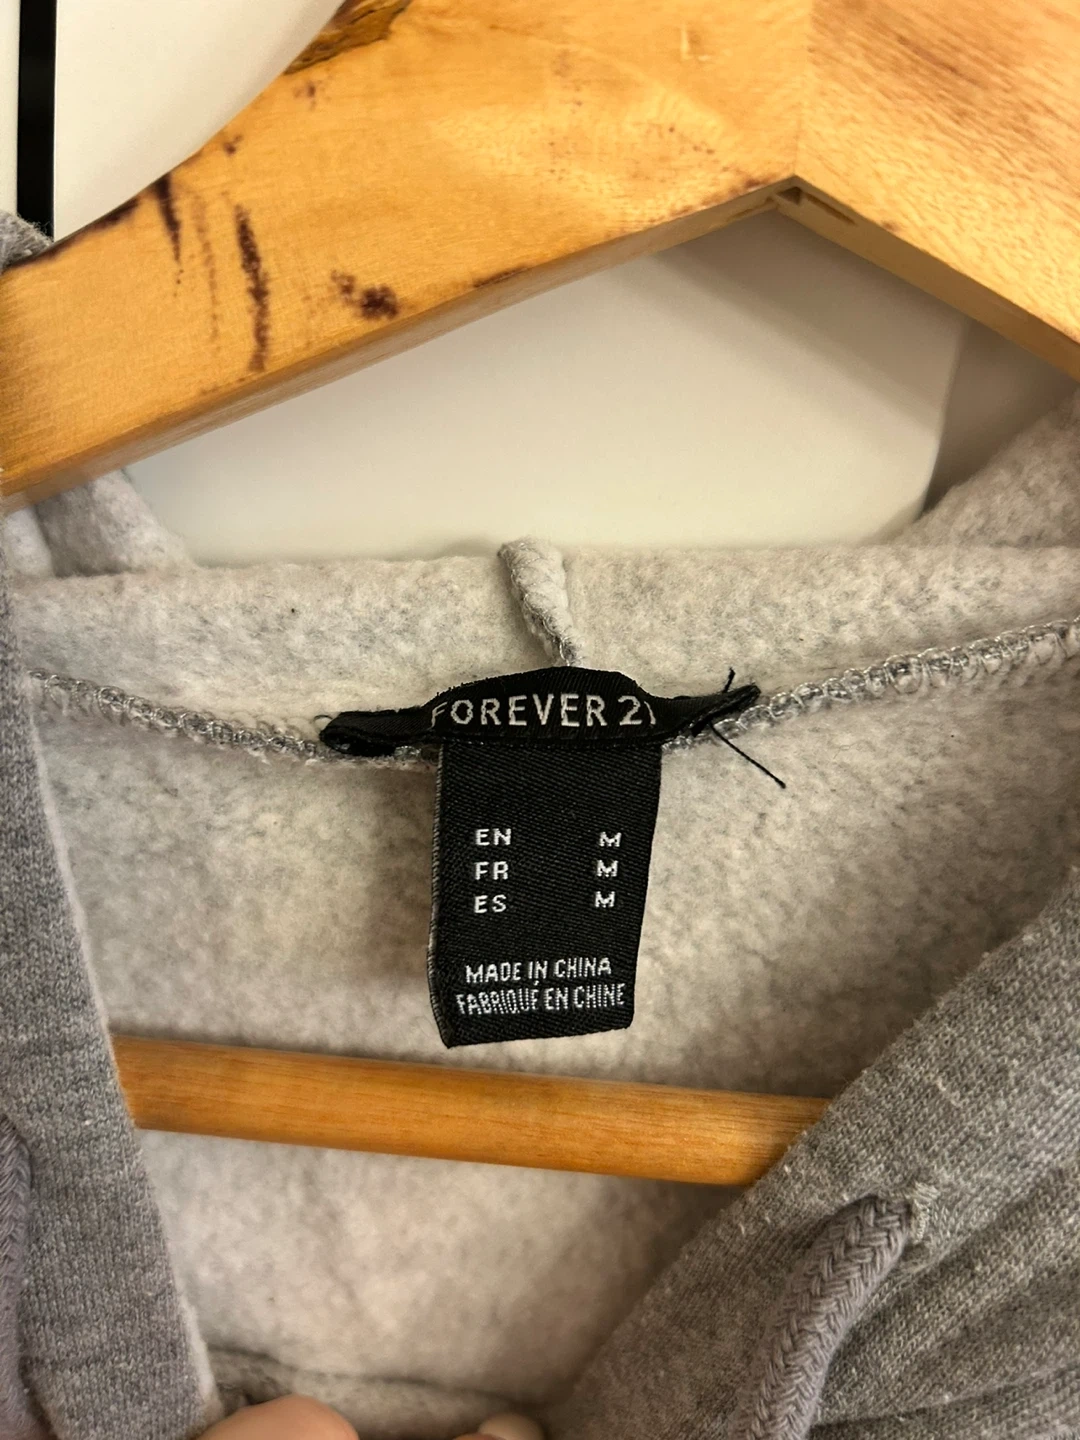 FOREVER 21
EN M
FR M
ES M
MADE IN CHINA
FABRIQUÉ EN CHINE